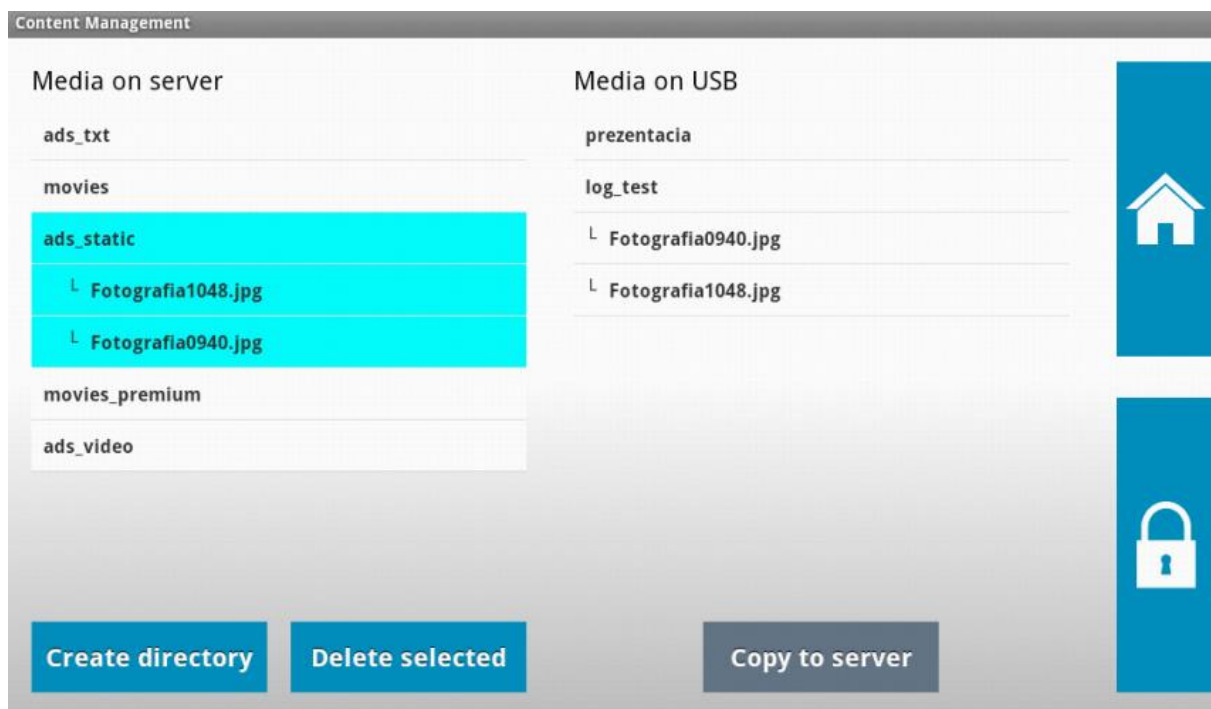 Content Management
Media on server
ads_txt
movies
ads_static
└ Fotografia1048.jpg
└ Fotografia0940.jpg
movies_premium
ads_video
Create directory
Delete selected
Media on USB
prezentacia
log_test
└ Fotografia0940.jpg
└ Fotografia1048.jpg
Copy to server